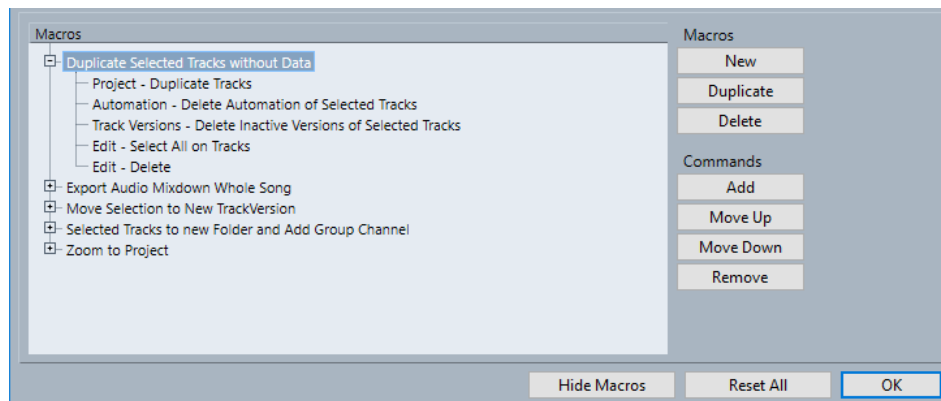 Macros
Duplicate Selected Tracks without Data
Project - Duplicate Tracks
Automation - Delete Automation of Selected Tracks
Track Versions - Delete Inactive Versions of Selected Tracks
Edit - Select All on Tracks
Edit - Delete
Export Audio Mixdown Whole Song
Move Selection to New TrackVersion
Selected Tracks to new Folder and Add Group Channel
Zoom to Project
Macros
New
Duplicate
Delete
Commands
Add
Move Up
Move Down
Remove
Hide Macros
Reset All
OK